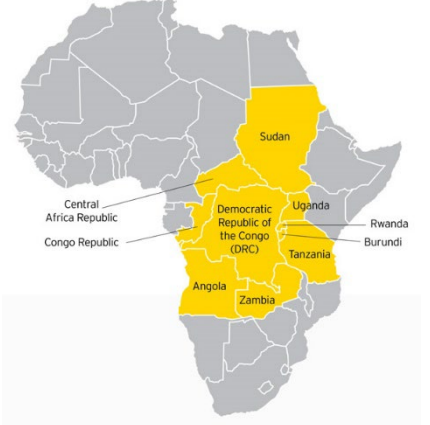 Sudan
Central
Africa Republic
Uganda
Democratic
Republic of
the Congo
(DRC)
Rwanda
Congo Republic
Burundi
Tanzania
Angola
Zambia